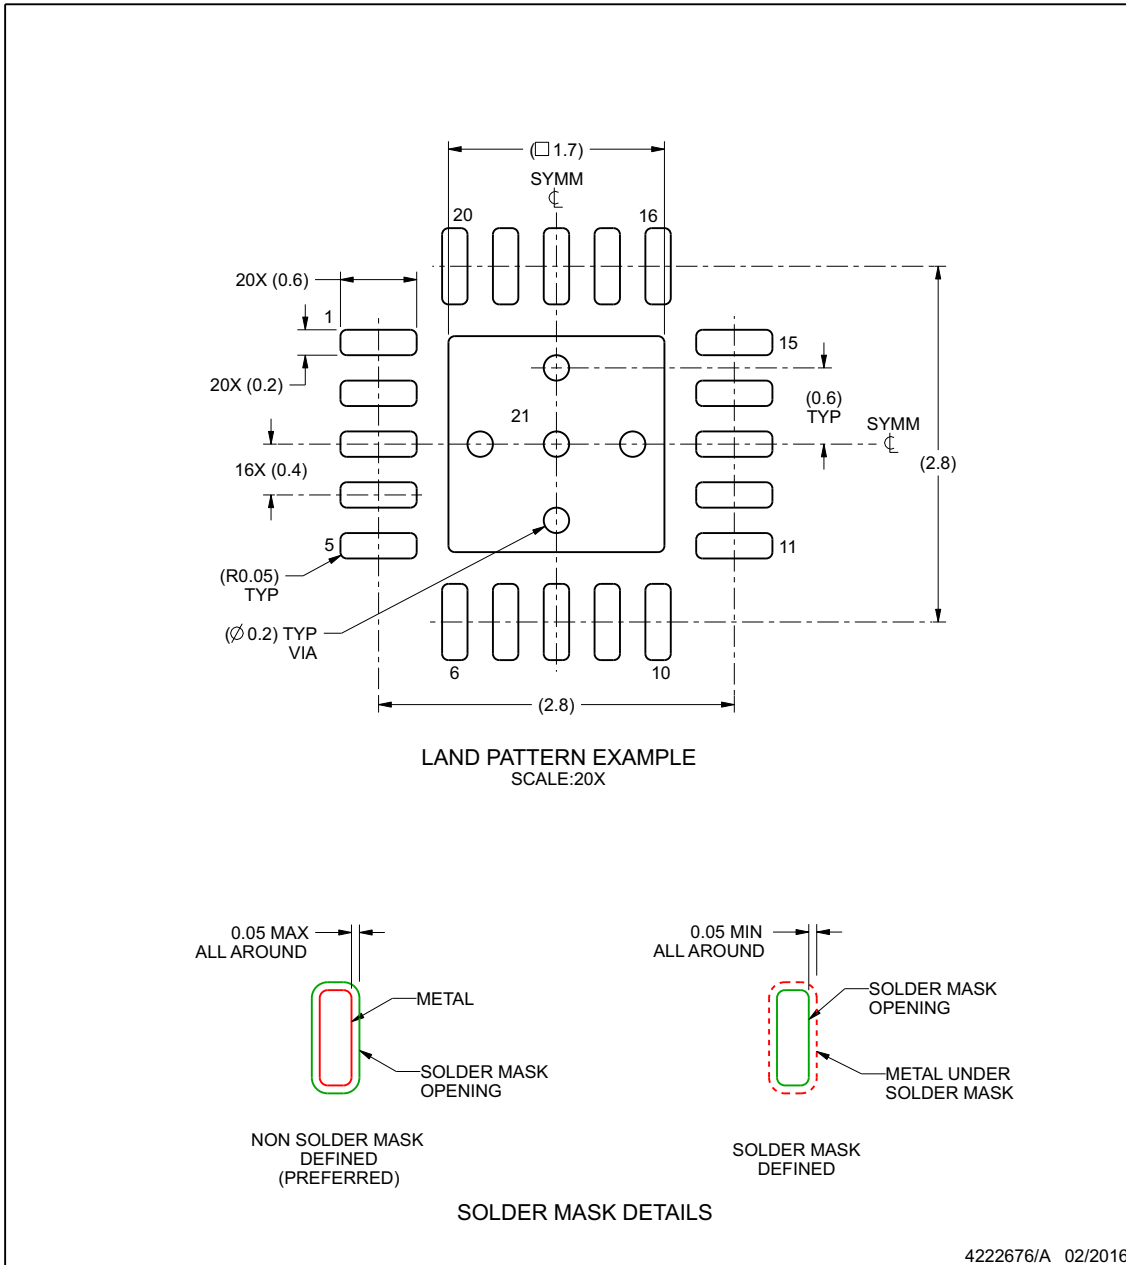 (□ 1.7)
SYMM
℄
20
16
20X (0.6)
1
15
20X (0.2)
(0.6)
TYP
21
SYMM
℄
(2.8)
16X (0.4)
5
11
(R0.05)
TYP
(∅ 0.2) TYP
VIA
6
10
(2.8)
LAND PATTERN EXAMPLE
SCALE:20X
0.05 MAX
ALL AROUND
METAL
SOLDER MASK
OPENING
NON SOLDER MASK
DEFINED
(PREFERRED)
0.05 MIN
ALL AROUND
SOLDER MASK
OPENING
METAL UNDER
SOLDER MASK
SOLDER MASK
DEFINED
SOLDER MASK DETAILS
4222676/A 02/2016